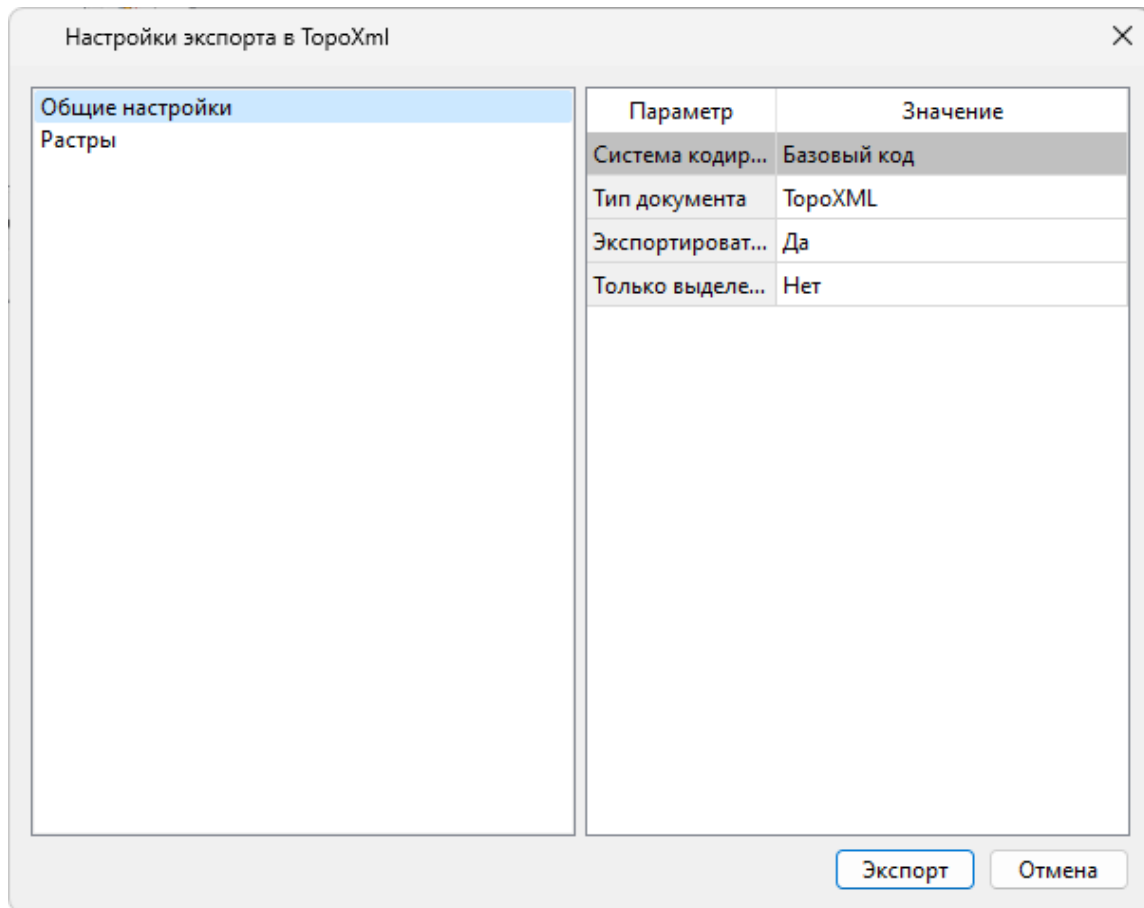 Настройки экспорта в TopoXml
Общие настройки
Растры
Параметр Значение
Система кодир... Базовый код
Тип документа TopoXML
Экспортироват... Да
Только выделе... Нет
Экспорт Отмена